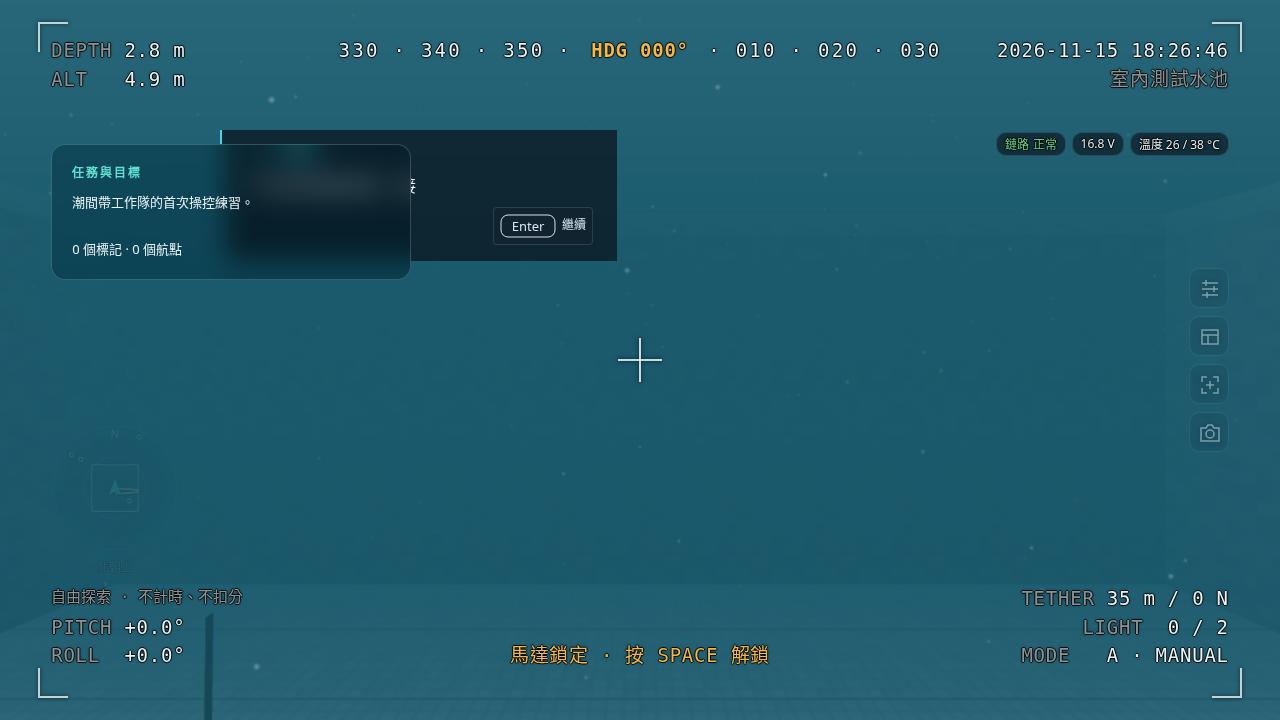 DEPTH 2.8 m
ALT 4.9 m
330 · 340 · 350 · HDG 000° · 010 · 020 · 030
2026-11-15 18:26:46
室內測試水池
鏈路 正常
16.8 V
溫度 26 / 38 °C
任務與目標
潮間帶工作隊的首次操控練習。
0 個標記 · 0 個航點
Enter 繼續
N
自由探索 · 不計時、不扣分
PITCH +0.0°
ROLL +0.0°
馬達鎖定 · 按 SPACE 解鎖
TETHER 35 m / 0 N
LIGHT 0 / 2
MODE A · MANUAL